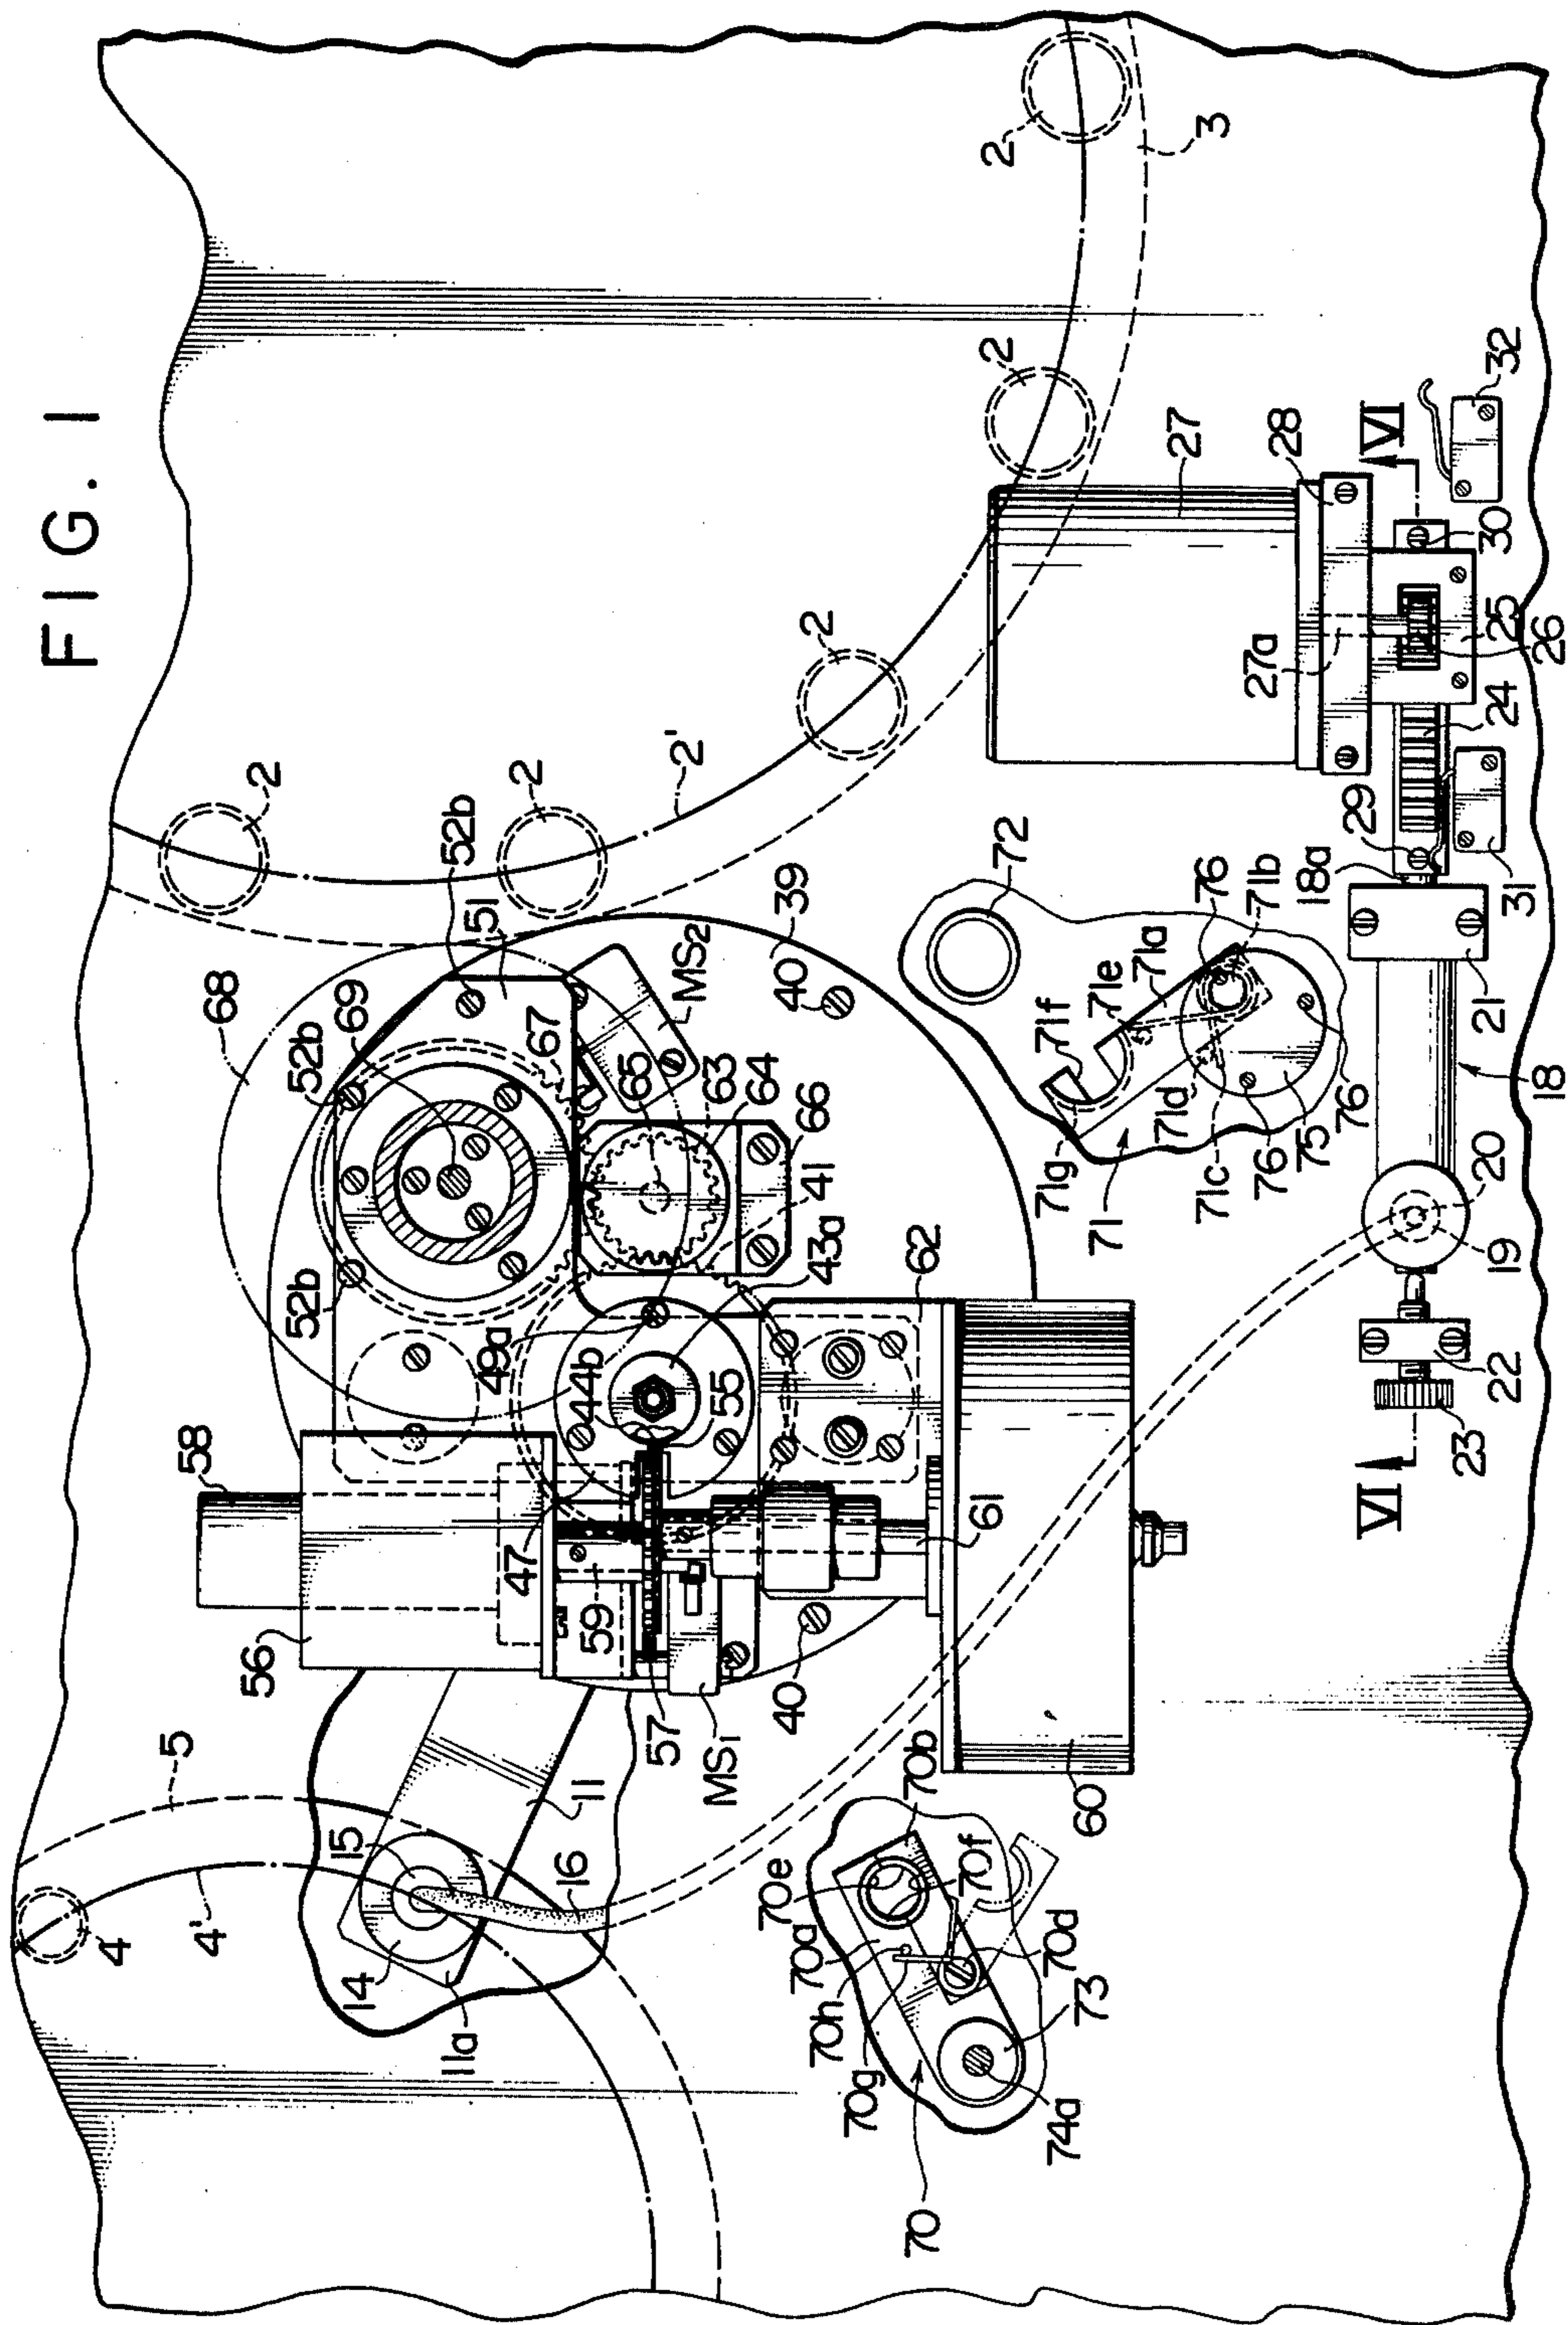 FIG. 1
2
2
2
2
2
2'
3
68
52b
52b
52b
69
51
67
MS2
65
63
64
66
41
43a
39
40
40
62
49a
44b
55
58
56
47
59
57
MS1
61
60
5
4
4'
14
15
11
11a
16
70
70a
70b
70d
70e
70f
70g
70h
73
74a
71
71a
71b
71c
71d
71e
71f
71g
72
75
76
76
76
VI
VI
18
18a
19
20
21
22
23
24
25
26
27
27a
28
29
30
31
32